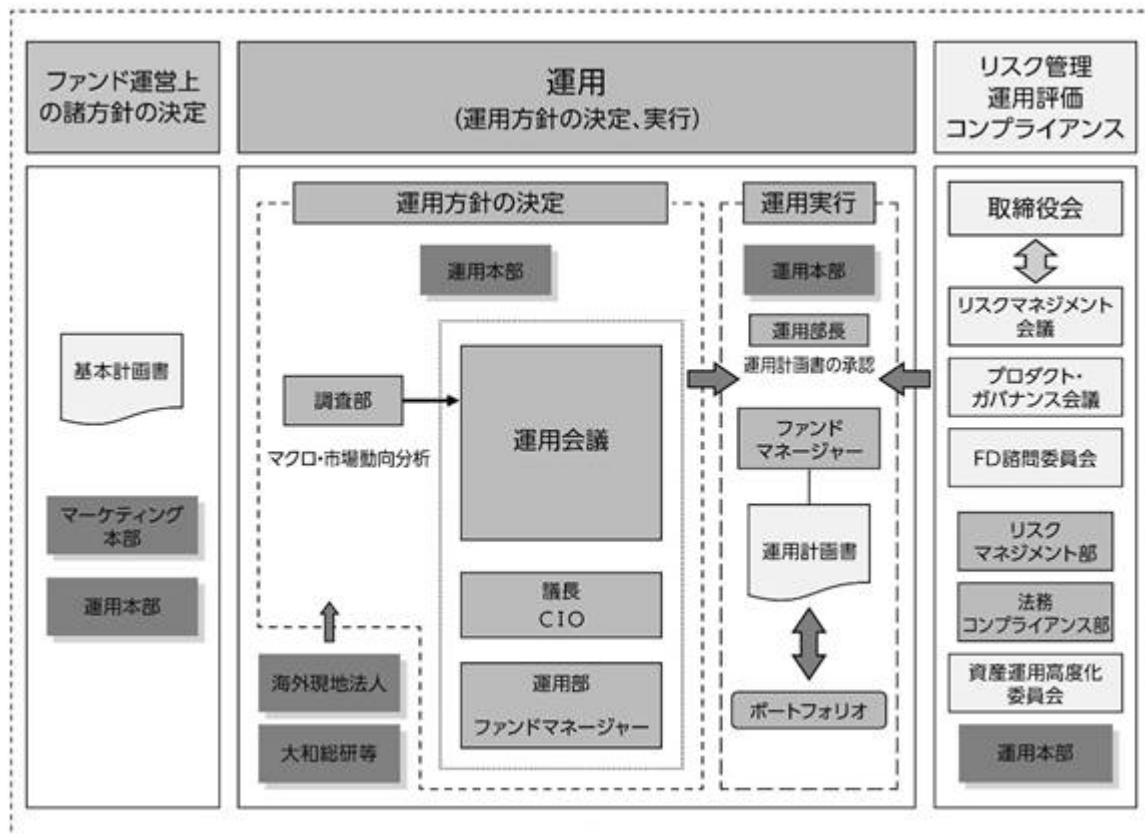 ファンド運営上
の諸方針の決定
運用
(運用方針の決定、実行)
リスク管理
運用評価
コンプライアンス
基本計画書
マーケティング
本部
運用本部
運用方針の決定
運用本部
調査部
マクロ・市場動向分析
運用会議
議長
CIO
運用部
ファンドマネージャー
海外現地法人
大和総研等
運用実行
運用本部
運用部長
運用計画書の承認
ファンド
マネージャー
運用計画書
ポートフォリオ
取締役会
リスクマネジメント
会議
プロダクト・
ガバナンス会議
FD諮問委員会
リスク
マネジメント部
法務
コンプライアンス部
資産運用高度化
委員会
運用本部